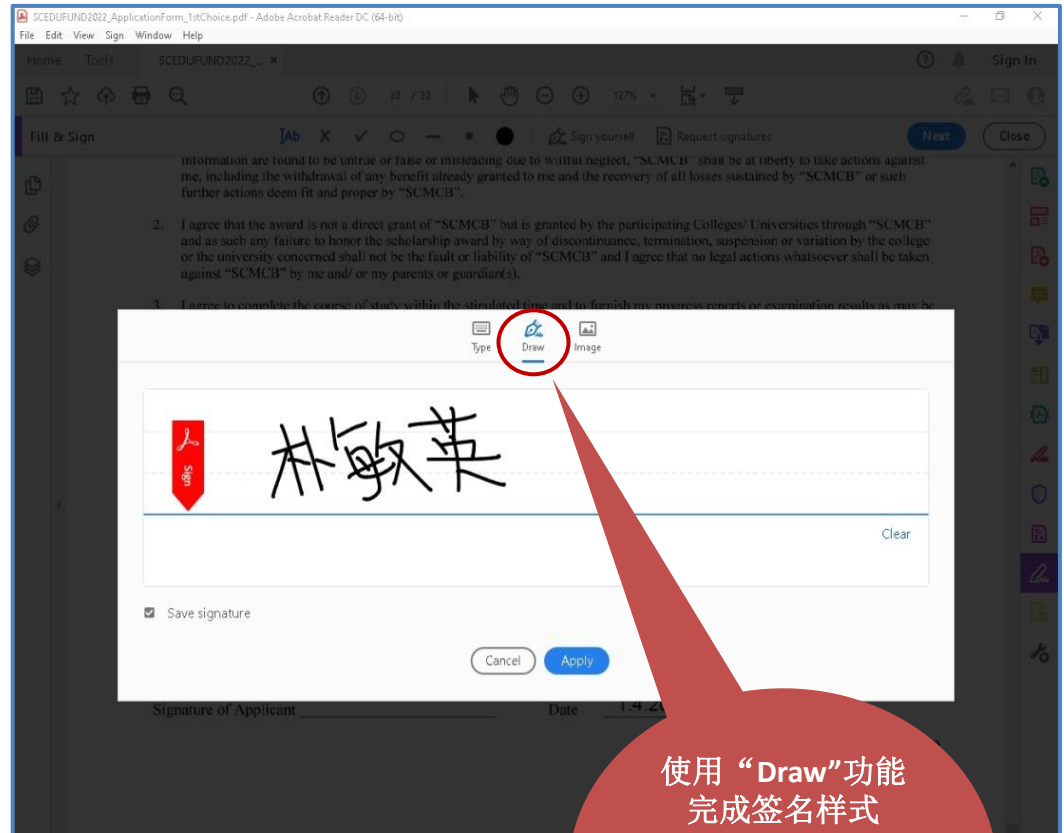 SCEDUFUND2022_ApplicationForm_1stChoice.pdf - Adobe Acrobat Reader DC (64-bit)
File Edit View Sign Window Help
Home Tools SCEDUFUND2022_... × Sign In
20 / 20 127%
Fill & Sign Ab Sign yourself Request signatures Next Close
information are found to be untrue or false or misleading due to willful neglect, “SCMCB” shall be at liberty to take actions against
me, including the withdrawal of any benefit already granted to me and the recovery of all losses sustained by “SCMCB” or such
further actions deem fit and proper by “SCMCB”.
2. I agree that the award is not a direct grant of “SCMCB” but is granted by the participating Colleges/ Universities through “SCMCB”
and as such any failure to honor the scholarship award by way of discontinuance, termination, suspension or variation by the college
or the university concerned shall not be the fault or liability of “SCMCB” and I agree that no legal actions whatsoever shall be taken
against “SCMCB” by me and/ or my parents or guardian(s).
3. I agree to complete the course of study within the stipulated time and to furnish my progress reports or examination results as may be
Type Draw Image
Sign
朴敏英
Clear
Save signature
Cancel Apply
Signature of Applicant Date 1.4.20
使用“Draw”功能
完成签名样式